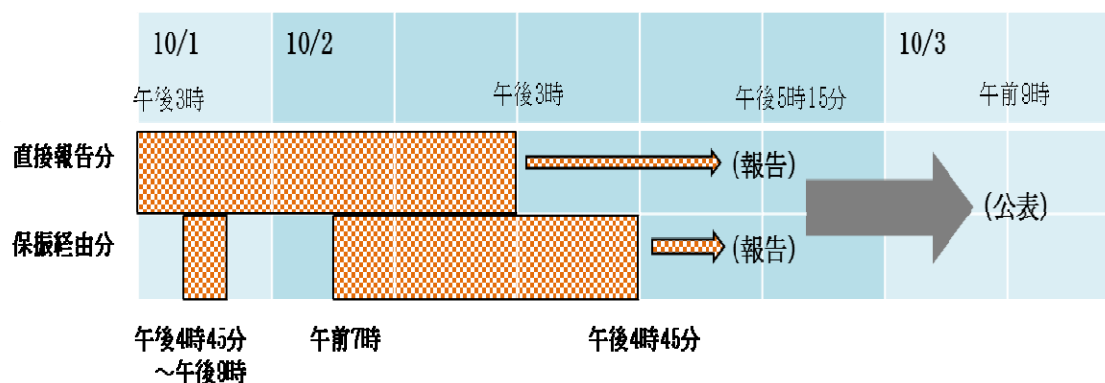 10/1 10/2 10/3
午後3時 午後3時 午後5時15分 午前9時
直接報告分 (報告)
(公表)
保振経由分 (報告)
午後4時45分 午前7時 午後4時45分
～午後9時